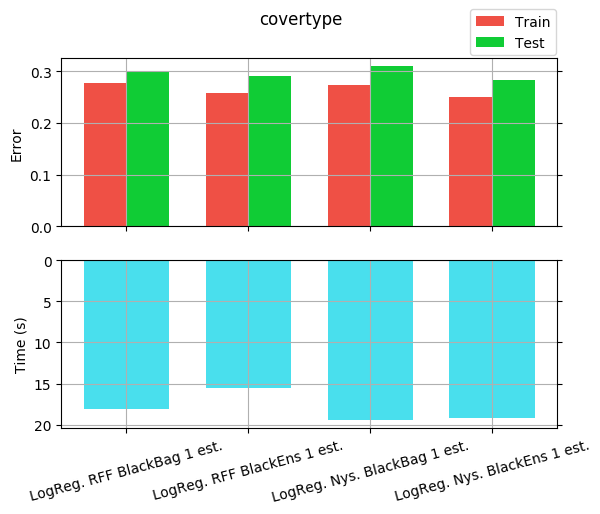 covertype
Train
Test
Error
0.3
0.2
0.1
0.0
Time (s)
0
5
10
15
20
LogReg. RFF BlackBag 1 est.
LogReg. RFF BlackEns 1 est.
LogReg. Nys. BlackBag 1 est.
LogReg. Nys. BlackEns 1 est.